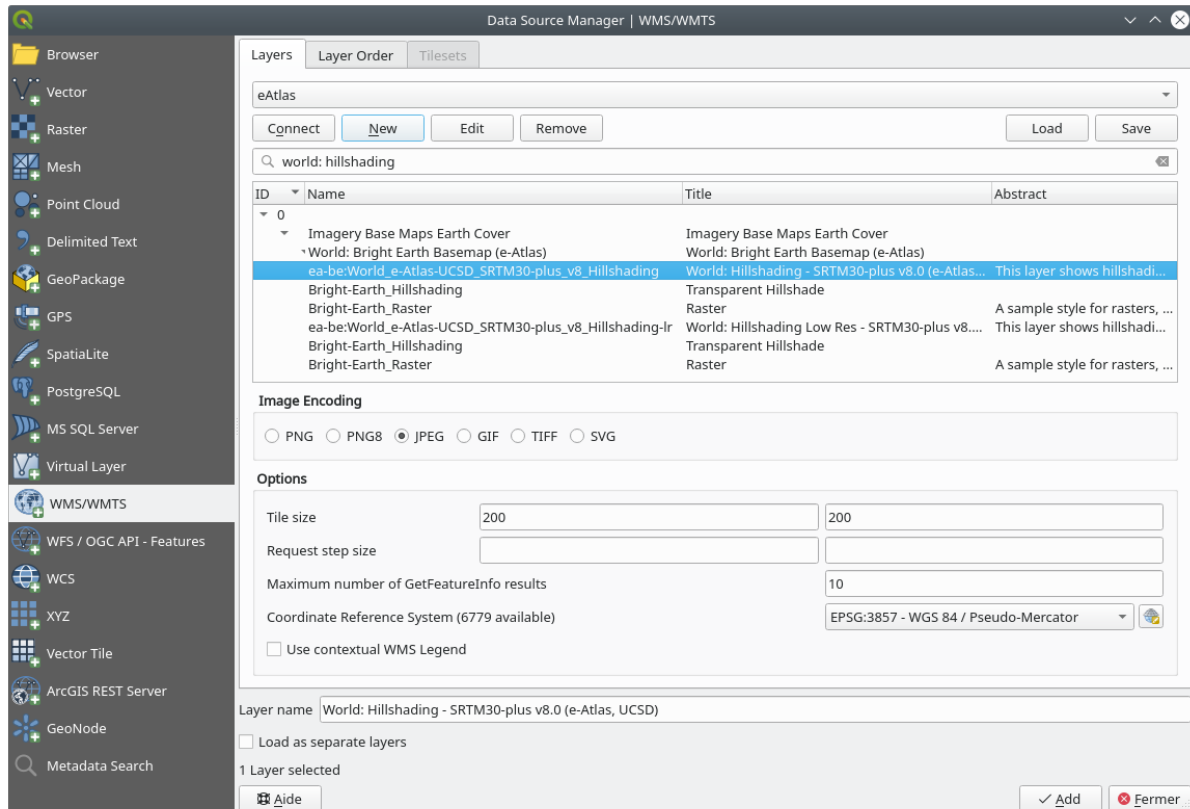 Data Source Manager | WMS/WMTS
Browser
Vector
Raster
Mesh
Point Cloud
Delimited Text
GeoPackage
GPS
SpatiaLite
PostgreSQL
MS SQL Server
Virtual Layer
WMS/WMTS
WFS / OGC API - Features
WCS
XYZ
Vector Tile
ArcGIS REST Server
GeoNode
Metadata Search
Layers Layer Order Tilesets
eAtlas
Connect New Edit Remove Load Save
world: hillshading
ID Name Title Abstract
0
Imagery Base Maps Earth Cover Imagery Base Maps Earth Cover
World: Bright Earth Basemap (e-Atlas) World: Bright Earth Basemap (e-Atlas)
ea-be:World_e-Atlas-UCSD_SRTM30-plus_v8_Hillshading World: Hillshading - SRTM30-plus v8.0 (e-Atlas... This layer shows hillshadi...
Bright-Earth_Hillshading Transparent Hillshade
Bright-Earth_Raster Raster A sample style for rasters, ...
ea-be:World_e-Atlas-UCSD_SRTM30-plus_v8_Hillshading-lr World: Hillshading Low Res - SRTM30-plus v8.... This layer shows hillshadi...
Bright-Earth_Hillshading Transparent Hillshade
Bright-Earth_Raster Raster A sample style for rasters, ...
Image Encoding
PNG PNG8 JPEG GIF TIFF SVG
Options
Tile size 200 200
Request step size
Maximum number of GetFeatureInfo results 10
Coordinate Reference System (6779 available) EPSG:3857 - WGS 84 / Pseudo-Mercator
Use contextual WMS Legend
Layer name World: Hillshading - SRTM30-plus v8.0 (e-Atlas, UCSD)
Load as separate layers
1 Layer selected
Aide Add Fermer